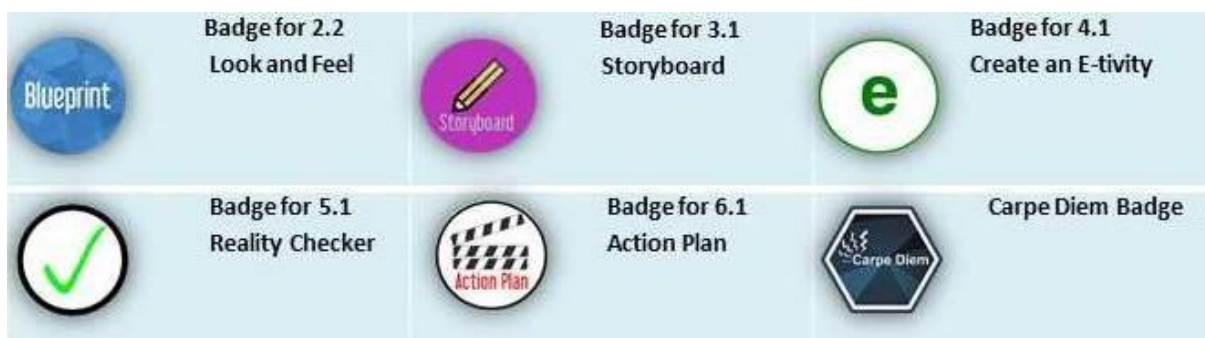 Badge for 2.2
Look and Feel
Blueprint
Badge for 3.1
Storyboard
Storyboard
Badge for 4.1
Create an E-tivity
e
Badge for 5.1
Reality Checker
Badge for 6.1
Action Plan
Action Plan
Carpe Diem Badge
Carpe Diem